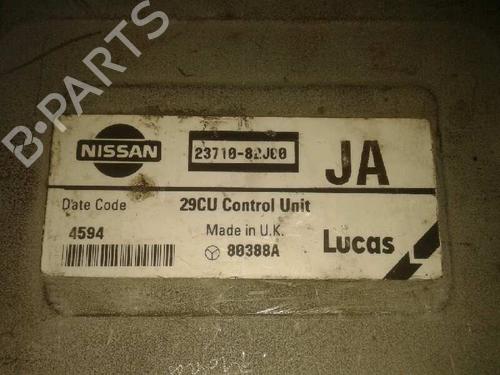 B-PARTS
NISSAN
23710-82J00
JA
Date Code
29CU Control Unit
4594
Made in U.K.
80388A
Lucas